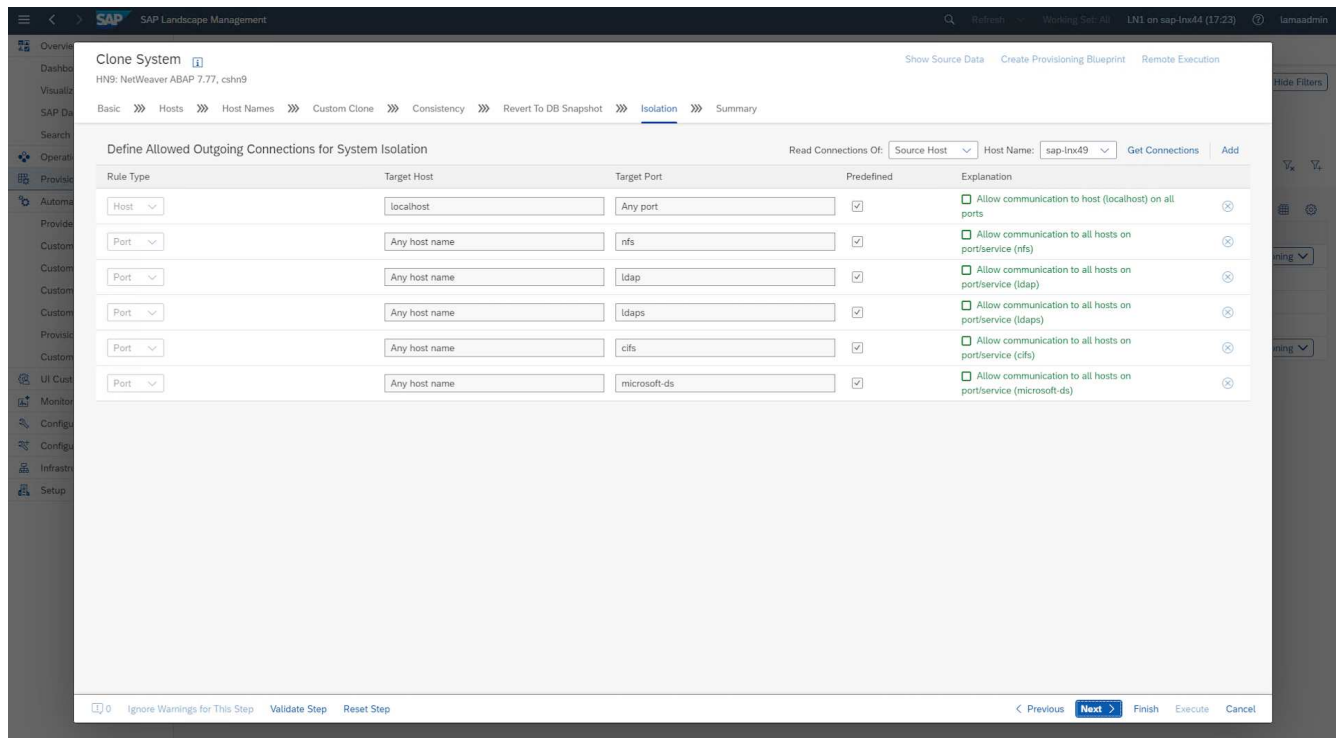 SAP SAP Landscape Management Refresh Working Set: All LN1 on sap-lnx44 (17:23) lamaadmin
Overvie
Dashbo
Visualiz
SAP Da
Search
Operati
Provisic
Automa
Provide
Custom
Custom
Custom
Custom
Provisic
Custom
UI Cust
Monitor
Configu
Configu
Infrastr
Setup
Hide Filters
ining
ining
Clone System
Show Source Data Create Provisioning Blueprint Remote Execution
HN9: NetWeaver ABAP 7.77, cshn9
Basic Hosts Host Names Custom Clone Consistency Revert To DB Snapshot Isolation Summary
Define Allowed Outgoing Connections for System Isolation Read Connections Of: Source Host Host Name: sap-lnx49 Get Connections Add
Rule Type Target Host Target Port Predefined Explanation
Host localhost Any port Allow communication to host (localhost) on all
ports
Port Any host name nfs Allow communication to all hosts on
port/service (nfs)
Port Any host name ldap Allow communication to all hosts on
port/service (ldap)
Port Any host name ldaps Allow communication to all hosts on
port/service (ldaps)
Port Any host name cifs Allow communication to all hosts on
port/service (cifs)
Port Any host name microsoft-ds Allow communication to all hosts on
port/service (microsoft-ds)
0 Ignore Warnings for This Step Validate Step Reset Step < Previous Next > Finish Execute Cancel